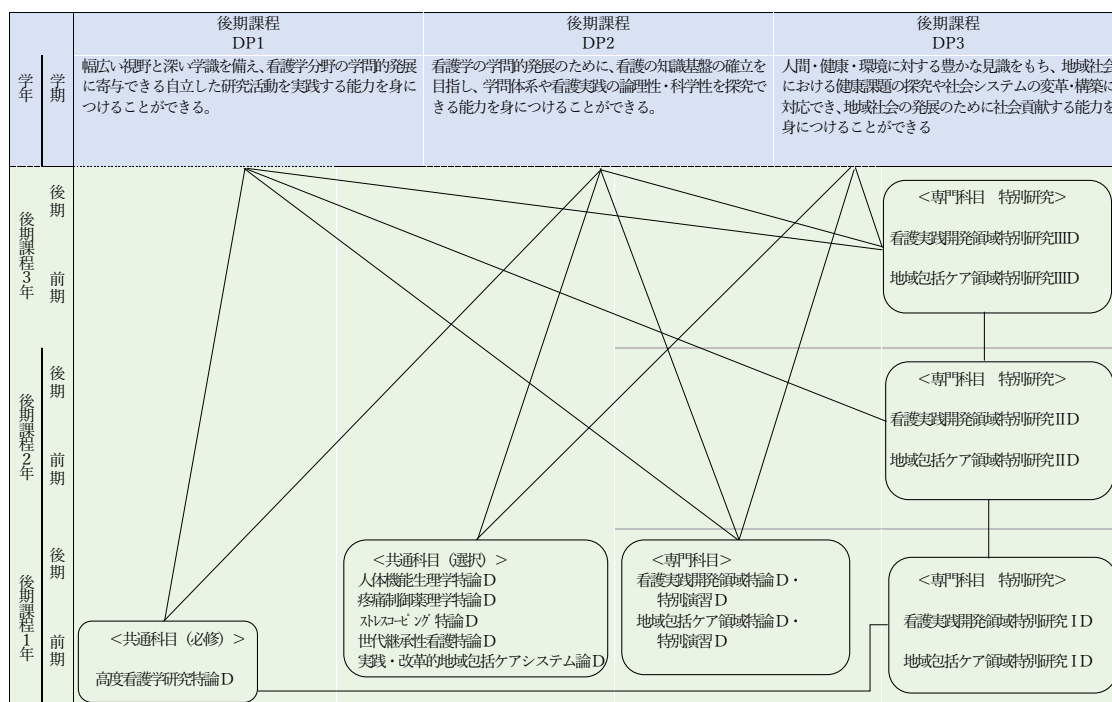 後期課程
DP1
後期課程
DP2
後期課程
DP3
学年
学期
幅広い視野と深い学識を備え、看護学分野の学問的発展
に寄与できる自立した研究活動を実践する能力を身に
つけることができる。
看護学の学問的発展のために、看護の知識基盤の確立を
目指し、学問体系や看護実践の論理性・科学性を探究で
きる能力を身につけることができる。
人間・健康・環境に対する豊かな見識をもち、地域社会
における健康課題の探究や社会システムの変革・構築に
対応でき、地域社会の発展のために社会貢献する能力を
身につけることができる
後期課程3年
後期
前期
<専門科目 特別研究>
看護実践開発領域特別研究IIID
地域包括ケア領域特別研究IIID
後期課程2年
後期
前期
<専門科目 特別研究>
看護実践開発領域特別研究IID
地域包括ケア領域特別研究IID
後期課程1年
後期
前期
<共通科目(必修)>
高度看護学研究特論D
<共通科目(選択)>
人体機能生理学特論D
疼痛制御薬理学特論D
ストレスコーピング特論D
世代継承性看護特論D
実践・改革的地域包括ケアシステム論D
<専門科目>
看護実践開発領域特論D・
特別演習D
地域包括ケア領域特論D・
特別演習D
<専門科目 特別研究>
看護実践開発領域特別研究ID
地域包括ケア領域特別研究ID